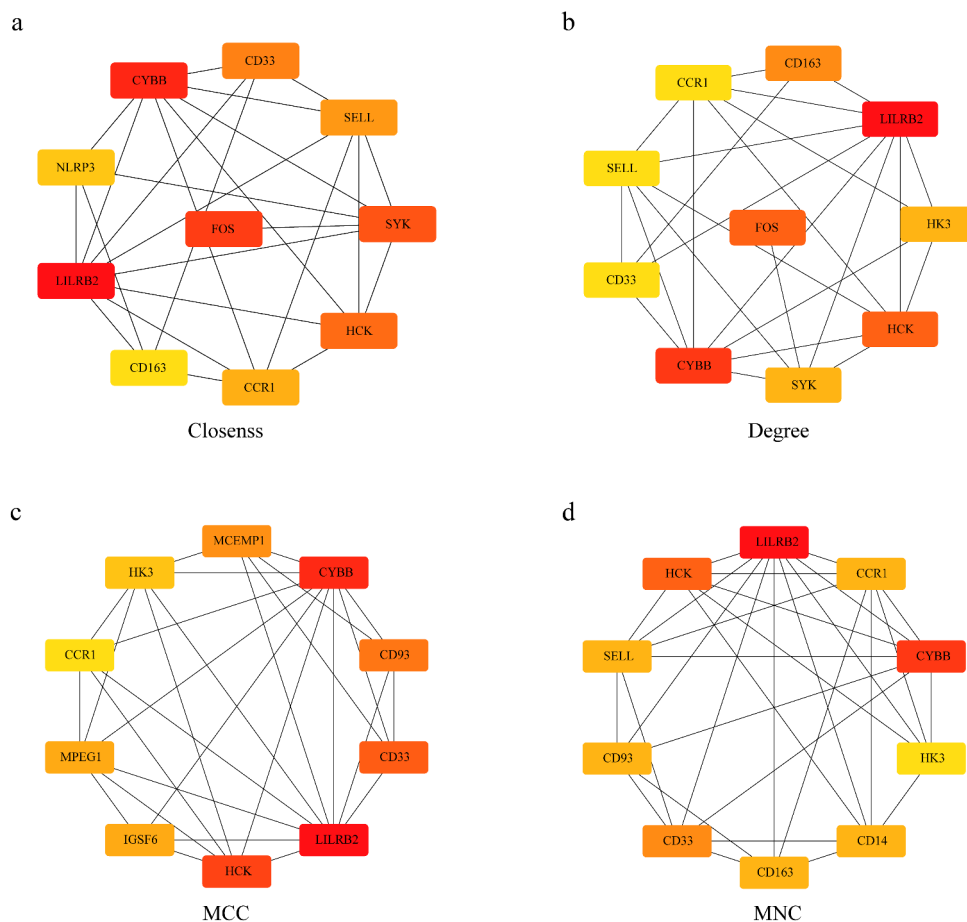 a
CD33
CYBB
SELL
NLRP3
FOS
SYK
LILRB2
HCK
CD163
CCR1
Closenss
b
CD163
CCR1
LILRB2
SELL
FOS
HK3
CD33
HCK
CYBB
SYK
Degree
c
MCEMP1
HK3
CYBB
CCR1
CD93
MPEG1
CD33
IGSF6
LILRB2
HCK
MCC
d
LILRB2
HCK
CCR1
SELL
CYBB
CD93
HK3
CD33
CD14
CD163
MNC